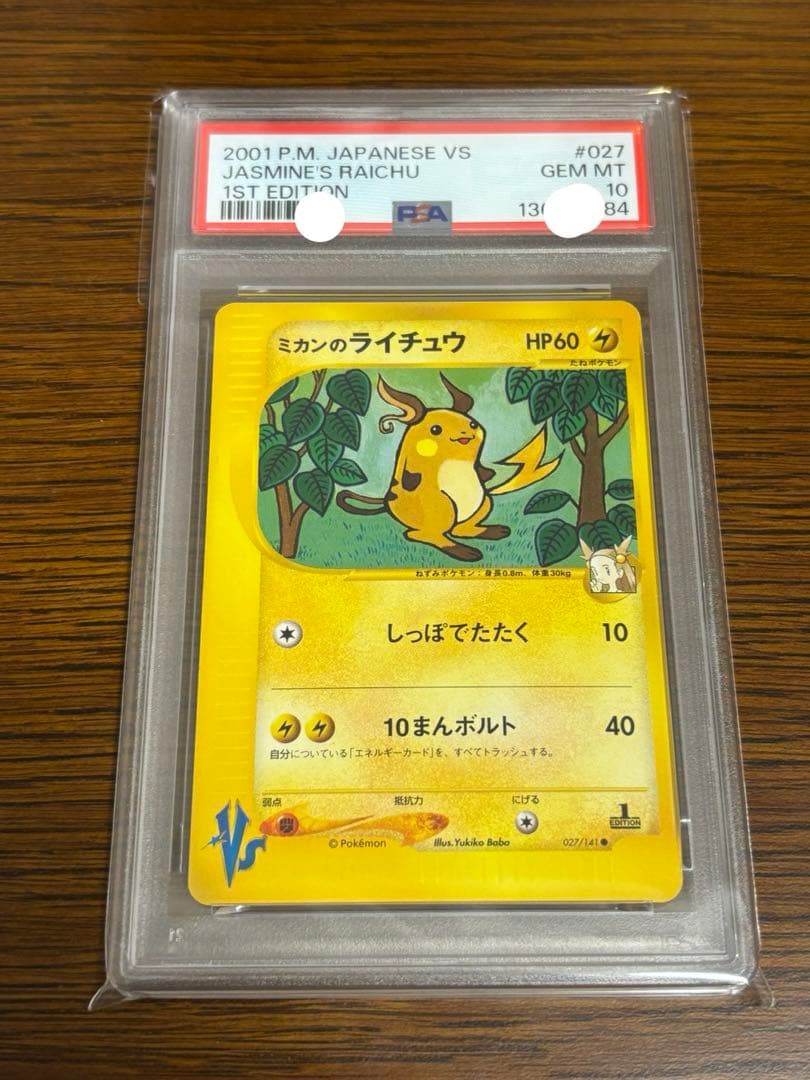 2001 P.M. JAPANESE VS #027
JASMINE'S RAICHU GEM MT
1ST EDITION 10
PSA 13 84
ミカンのライチュウ HP60
たねポケモン
ねずみポケモン：身長0.8m、体重30kg
しっぽでたたく 10
10まんボルト 40
自分についている「エネルギーカード」を、すべてトラッシュする。
弱点 抵抗力 にげる
1
EDITION
VS
© Pokémon Illus.Yukiko Baba 027/141